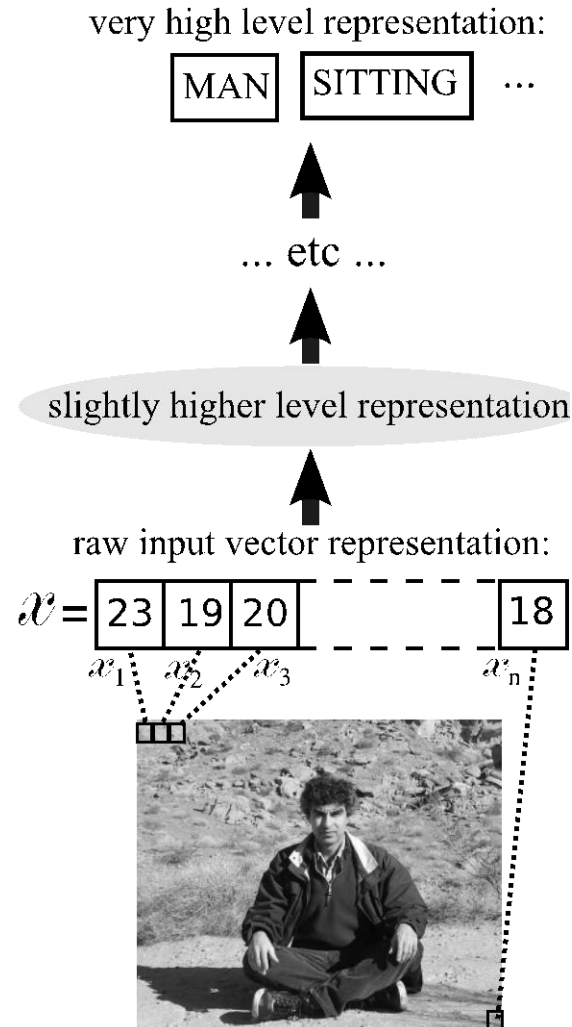 very high level representation:
MAN SITTING ...
... etc ...
slightly higher level representation
raw input vector representation:
x = 23 19 20 18
x1 x2 x3 xn